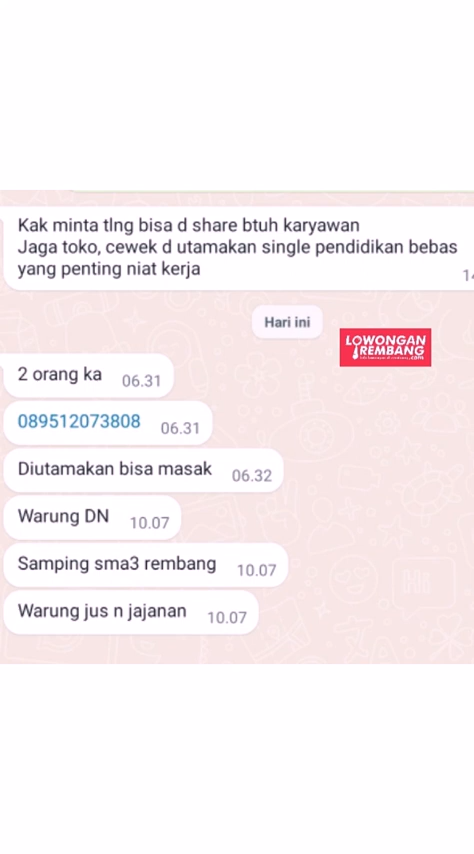 Kak minta tlng bisa d share btuh karyawan
Jaga toko, cewek d utamakan single pendidikan bebas
yang penting niat kerja
Hari ini
LOWONGAN
REMBANG
2 orang ka 06.31
089512073808 06.31
Diutamakan bisa masak 06.32
Warung DN 10.07
Samping sma3 rembang 10.07
Warung jus n jajanan 10.07